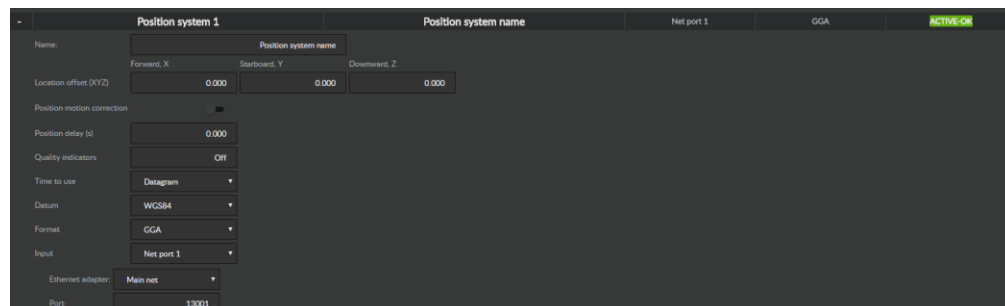 - Position system 1 Position system name Net port 1 GGA ACTIVE-OK
Name: Position system name
Forward, X Starboard, Y Downward, Z
Location offset (XYZ) 0.000 0.000 0.000
Position motion correction
Position delay (s) 0.000
Quality indicators Off
Time to use Datagram
Datum WGS84
Format GGA
Input Net port 1
Ethernet adapter: Main net
Port: 13001